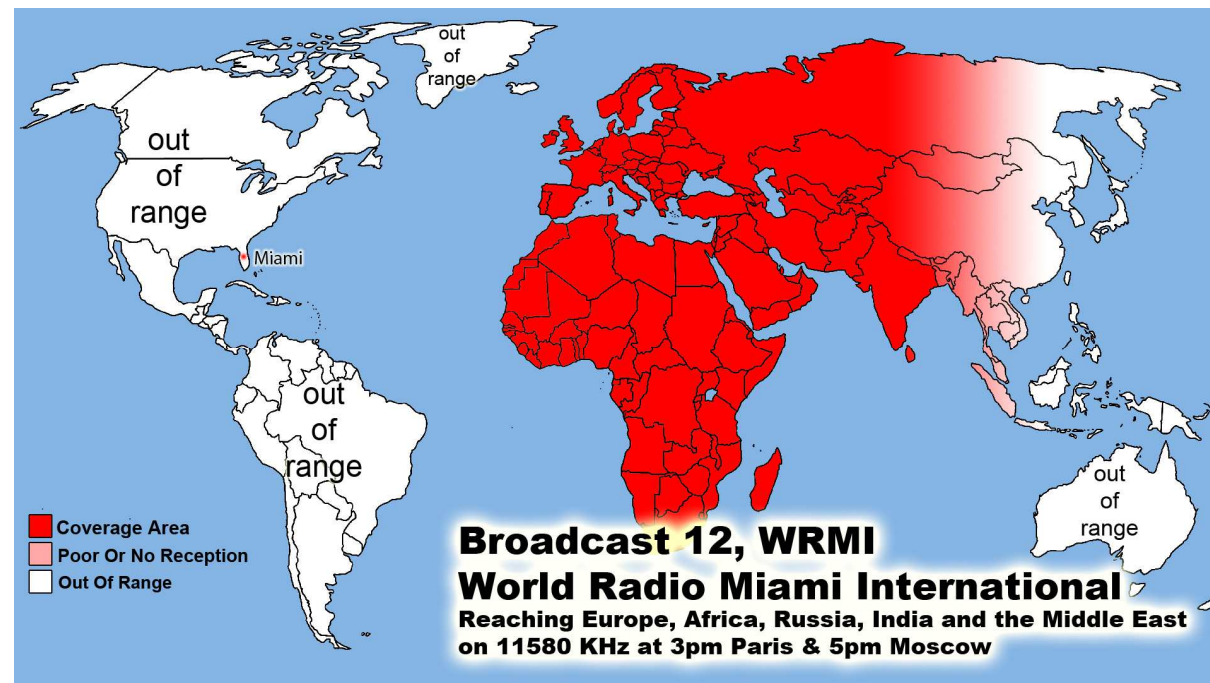 out
of
range
out
of
range
Miami
out
of
range
out
of
range
Coverage Area
Poor Or No Reception
Out Of Range
Broadcast 12, WRMI
World Radio Miami International
Reaching Europe, Africa, Russia, India and the Middle East
on 11580 KHz at 3pm Paris & 5pm Moscow